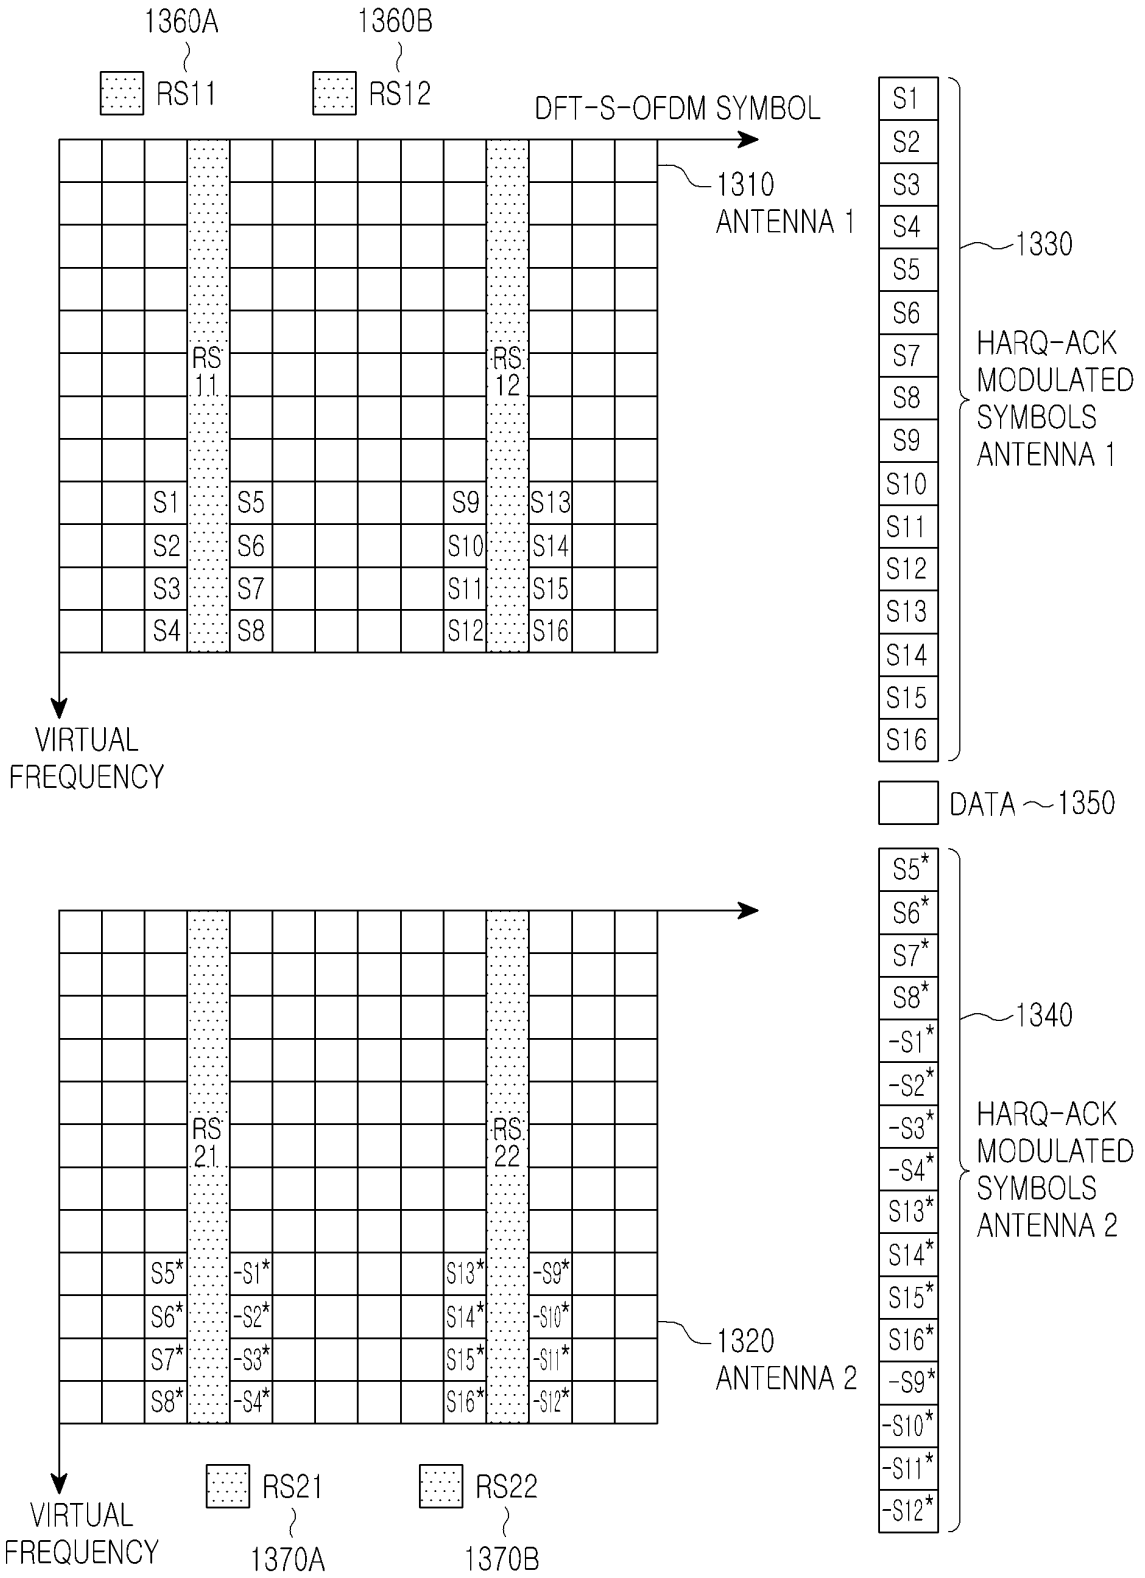 1360A 1360B
RS11 RS12
DFT-S-OFDM SYMBOL
1310
ANTENNA 1
RS
11
RS
12
S1 S5 S9 S13
S2 S6 S10 S14
S3 S7 S11 S15
S4 S8 S12 S16
VIRTUAL
FREQUENCY
S1
S2
S3
S4
S5
S6
S7
S8
S9
S10
S11
S12
S13
S14
S15
S16
1330
HARQ-ACK
MODULATED
SYMBOLS
ANTENNA 1
DATA 1350
RS
21
RS
22
S5* -S1* S13* -S9*
S6* -S2* S14* -S10*
S7* -S3* S15* -S11*
S8* -S4* S16* -S12*
1320
ANTENNA 2
VIRTUAL
FREQUENCY
RS21 RS22
1370A 1370B
S5*
S6*
S7*
S8*
-S1*
-S2*
-S3*
-S4*
S13*
S14*
S15*
S16*
-S9*
-S10*
-S11*
-S12*
1340
HARQ-ACK
MODULATED
SYMBOLS
ANTENNA 2